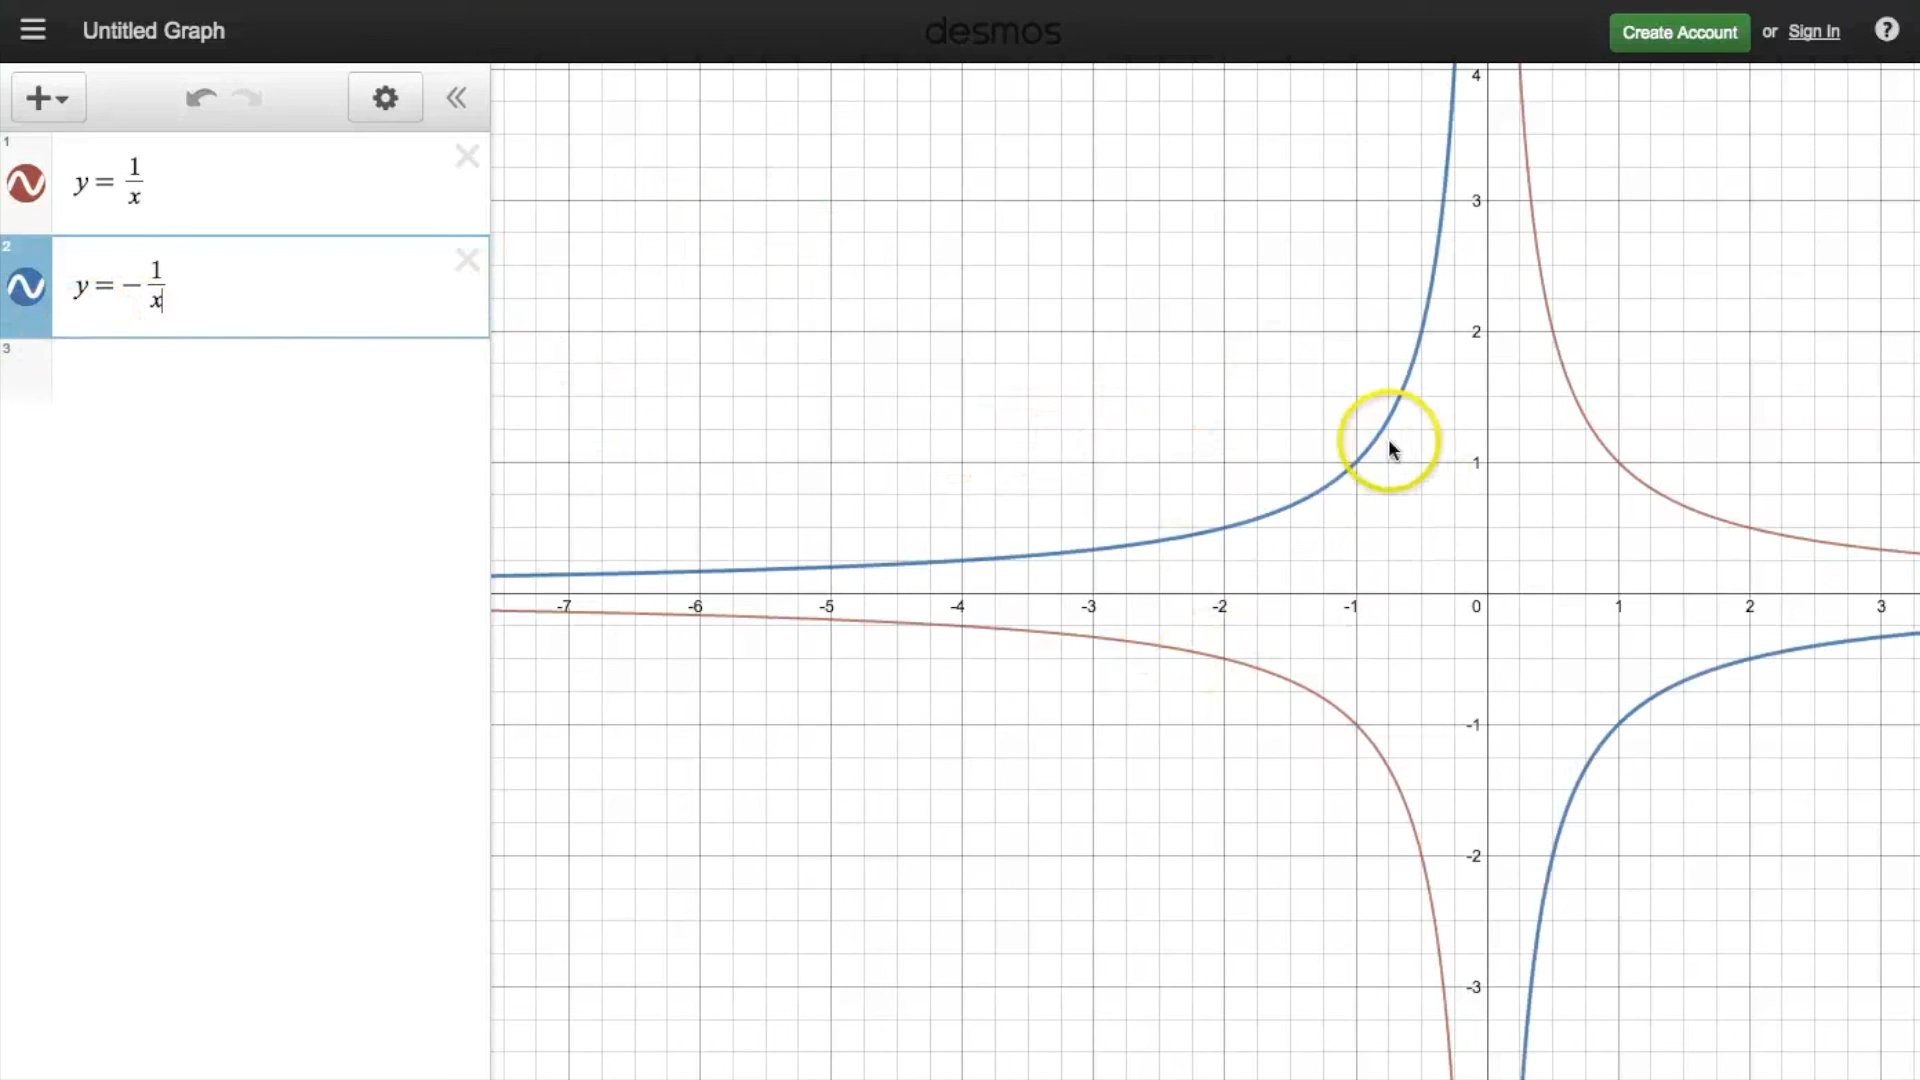 Untitled Graph
desmos
Create Account or Sign In ?
1
y = 1/x
2
y = - 1/x
3
4
3
2
1
-7 -6 -5 -4 -3 -2 -1 0 1 2 3
-1
-2
-3